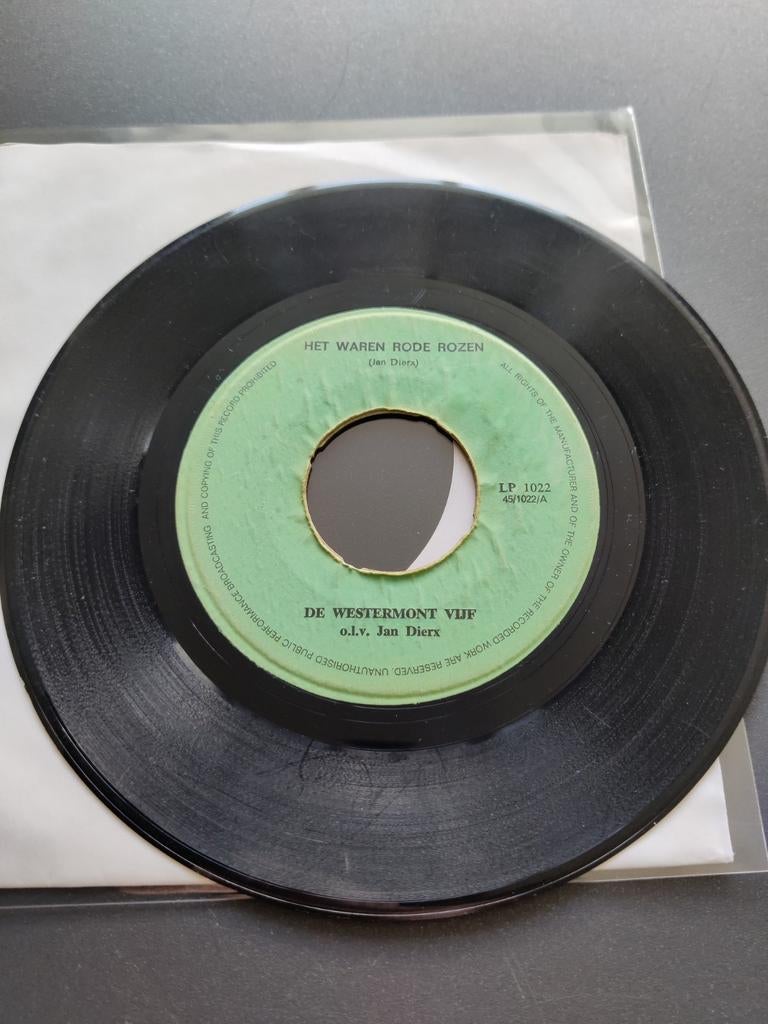 HET WAREN RODE ROZEN
(Jan Dierx)
LP 1022
45/1022/A
DE WESTERMONT VIJF
o.l.v. Jan Dierx
ALL RIGHTS OF THE MANUFACTURER AND OF THE OWNER OF THE RECORDED WORK ARE RESERVED. UNAUTHORISED PUBLIC PERFORMANCE BROADCASTING AND COPYING OF THIS RECORD PROHIBITED